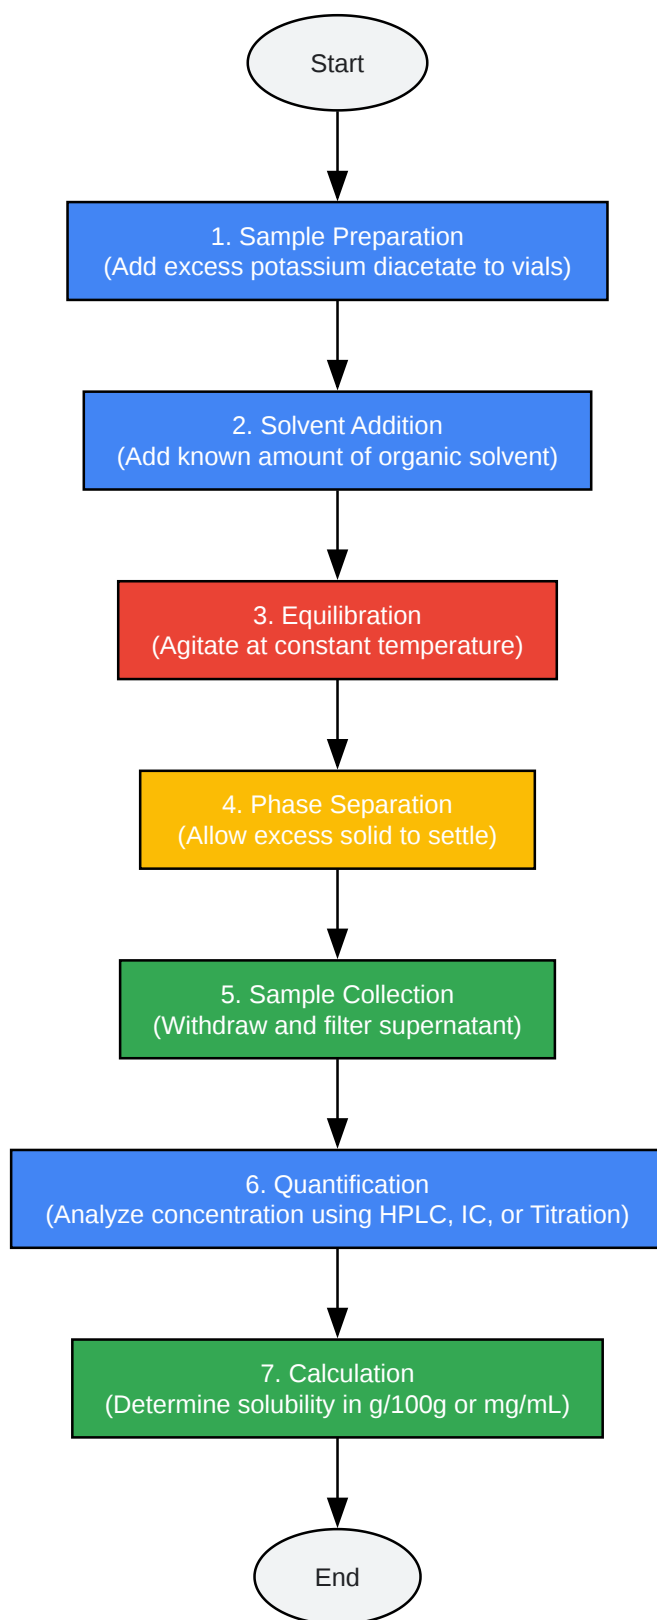 Start
1. Sample Preparation
(Add excess potassium diacetate to vials)
2. Solvent Addition
(Add known amount of organic solvent)
3. Equilibration
(Agitate at constant temperature)
4. Phase Separation
(Allow excess solid to settle)
5. Sample Collection
(Withdraw and filter supernatant)
6. Quantification
(Analyze concentration using HPLC, IC, or Titration)
7. Calculation
(Determine solubility in g/100g or mg/mL)
End